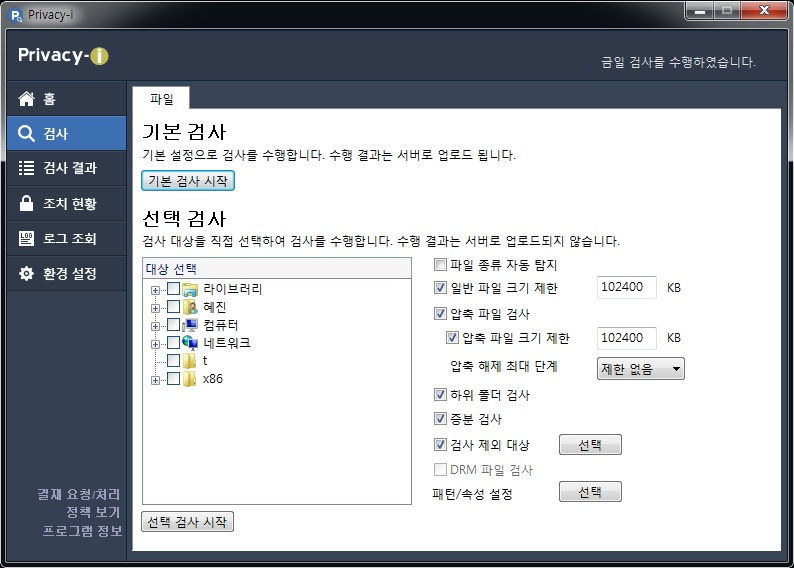 Privacy-i
Privacy-i
금일 검사를 수행하였습니다.
홈
검사
검사 결과
조치 현황
로그 조회
환경 설정
결재 요청/처리
정책 보기
프로그램 정보
파일
기본 검사
기본 설정으로 검사를 수행합니다. 수행 결과는 서버로 업로드 됩니다.
기본 검사 시작
선택 검사
검사 대상을 직접 선택하여 검사를 수행합니다. 수행 결과는 서버로 업로드되지 않습니다.
대상 선택
라이브러리
혜진
컴퓨터
네트워크
t
x86
선택 검사 시작
파일 종류 자동 탐지
일반 파일 크기 제한 102400 KB
압축 파일 검사
압축 파일 크기 제한 102400 KB
압축 해제 최대 단계 제한 없음
하위 폴더 검사
증분 검사
검사 제외 대상 선택
DRM 파일 검사
패턴/속성 설정 선택